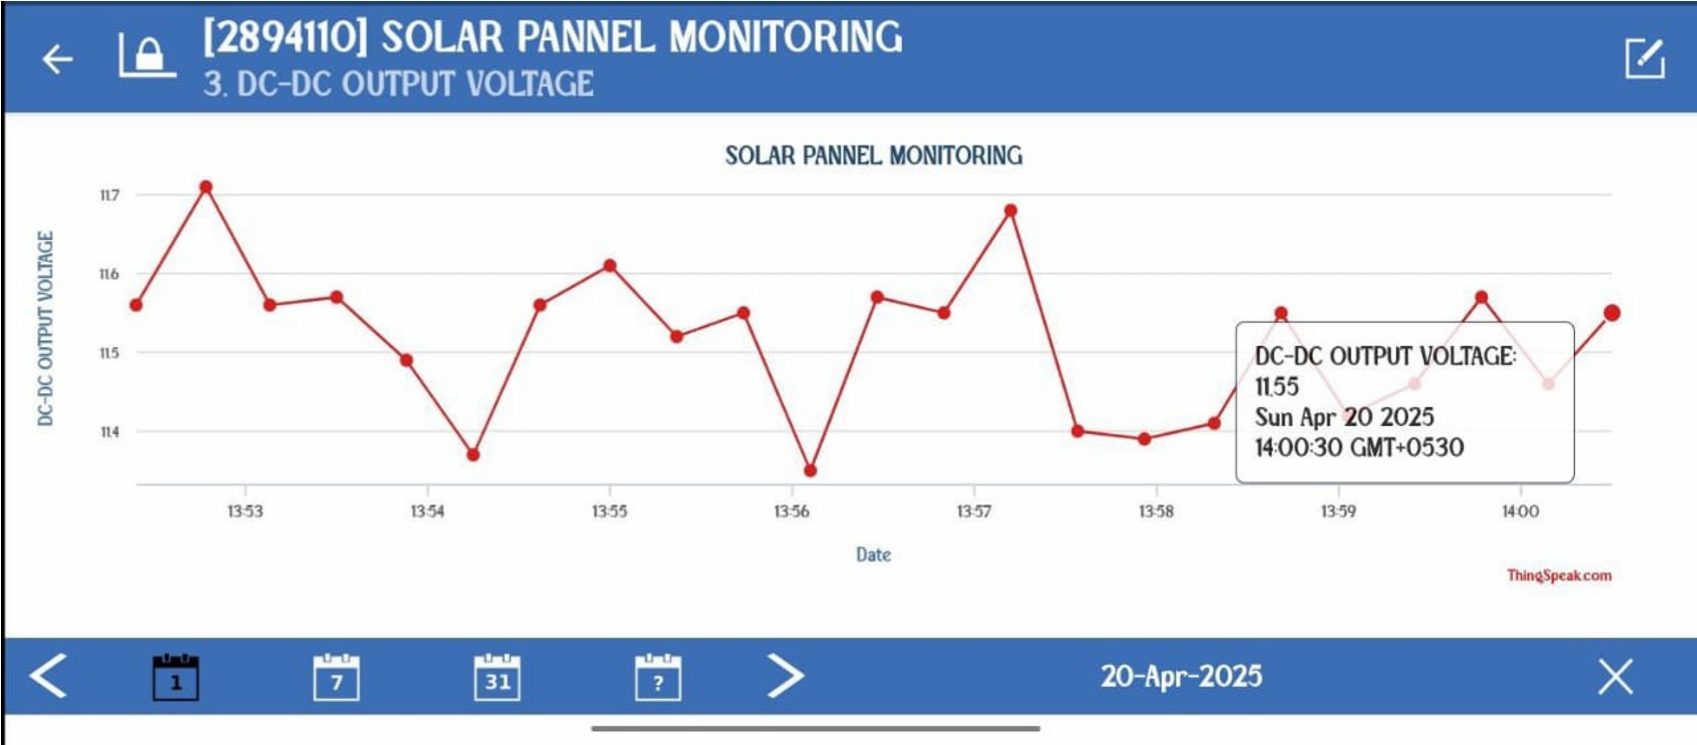 [2894110] SOLAR PANNEL MONITORING
3. DC-DC OUTPUT VOLTAGE
SOLAR PANNEL MONITORING
DC-DC OUTPUT VOLTAGE
11.7
11.6
11.5
11.4
DC-DC OUTPUT VOLTAGE:
11.55
Sun Apr 20 2025
14:00:30 GMT+0530
13:53 13:54 13:55 13:56 13:57 13:58 13:59 14:00
Date
ThingSpeak.com
1 7 31 ? 20-Apr-2025